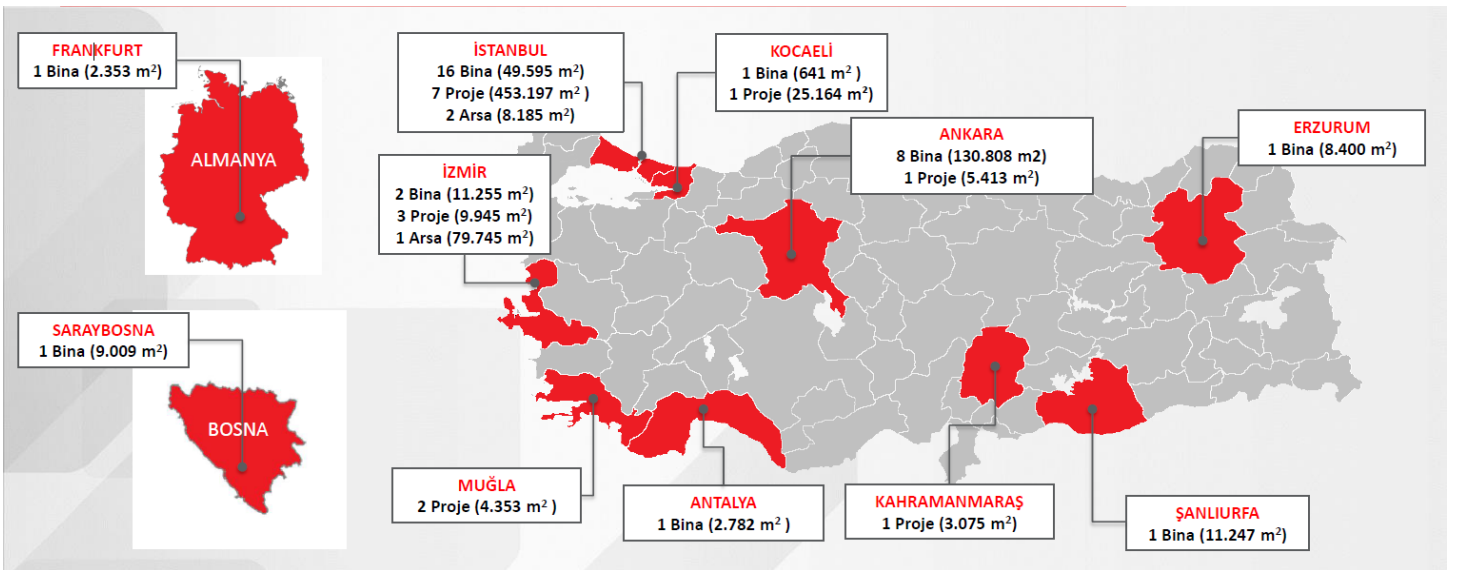 FRANKFURT
1 Bina (2.353 m²)
ALMANYA
SARAYBOSNA
1 Bina (9.009 m²)
BOSNA
İSTANBUL
16 Bina (49.595 m²)
7 Proje (453.197 m² )
2 Arsa (8.185 m²)
KOCAELİ
1 Bina (641 m² )
1 Proje (25.164 m²)
İZMİR
2 Bina (11.255 m²)
3 Proje (9.945 m²)
1 Arsa (79.745 m²)
ANKARA
8 Bina (130.808 m2)
1 Proje (5.413 m²)
ERZURUM
1 Bina (8.400 m²)
MUĞLA
2 Proje (4.353 m² )
ANTALYA
1 Bina (2.782 m² )
KAHRAMANMARAŞ
1 Proje (3.075 m²)
ŞANLIURFA
1 Bina (11.247 m²)